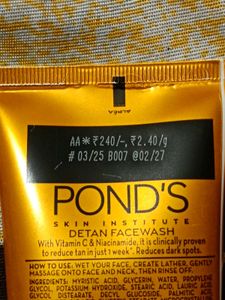 AA✱₹240/-, ₹2.40/g
# 03/25 B007 @02/27
POND'S
SKIN INSTITUTE
DETAN FACEWASH
With Vitamin C & Niacinamide, it is clinically proven
to reduce tan in just 1 week*. Reduces dark spots.
HOW TO USE: WET YOUR FACE, CREATE LATHER, GENTLY
MASSAGE ONTO FACE AND NECK, THEN RINSE OFF.
INGREDIENTS: MYRISTIC ACID, GLYCERIN, WATER, PROPYLENE
GLYCOL, POTASSIUM HYDROXIDE, STEARIC ACID, LAURIC ACID,
GLYCOL DISTEARATE, DECYL GLUCOSIDE,